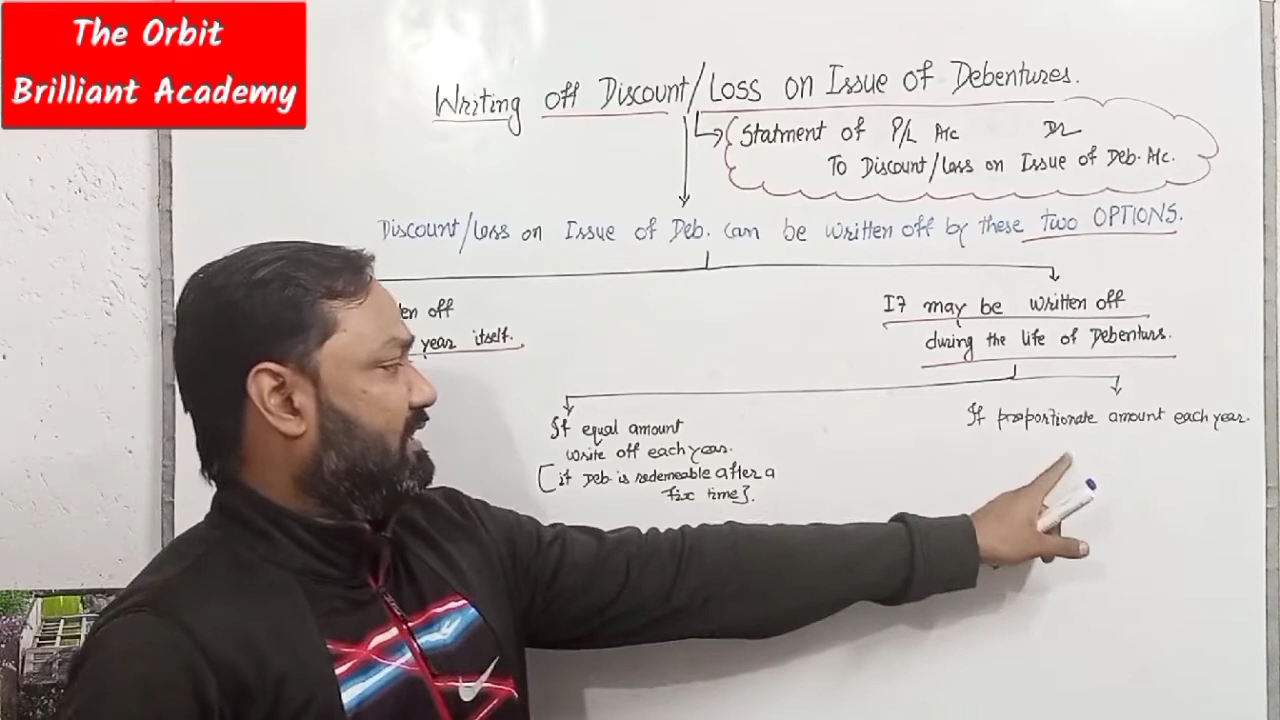 The Orbit
Brilliant Academy
Writing off Discount/Loss on Issue of Debentures.
(Statment of P/L A/c Dr
To Discount/Loss on Issue of Deb. A/c.
Discount/Loss on Issue of Deb. can be written off by these two OPTIONS.
en off
year itself.
It may be written off
during the life of Debenturs.
If equal amount
write off each year.
[if Deb is redemeable after a
fix time].
If proportionate amount each year.